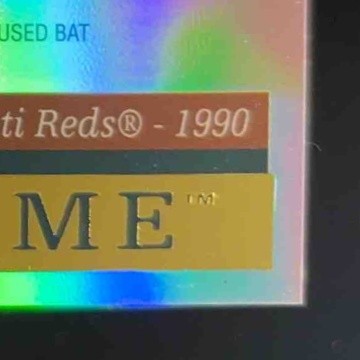 USED BAT
ti Reds® - 1990
ME™